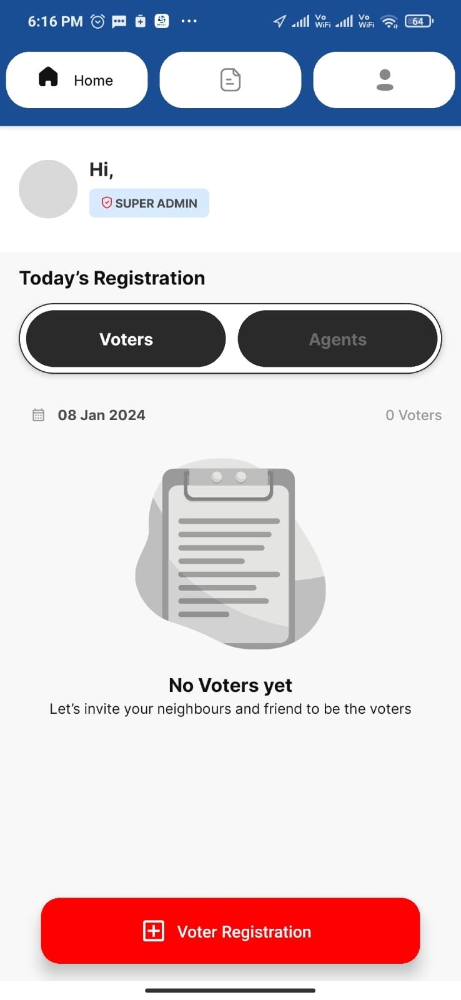 6:16 PM
Vo WiFi Vo WiFi 64
Home
Hi,
SUPER ADMIN
Today’s Registration
Voters Agents
08 Jan 2024 0 Voters
No Voters yet
Let’s invite your neighbours and friend to be the voters
Voter Registration